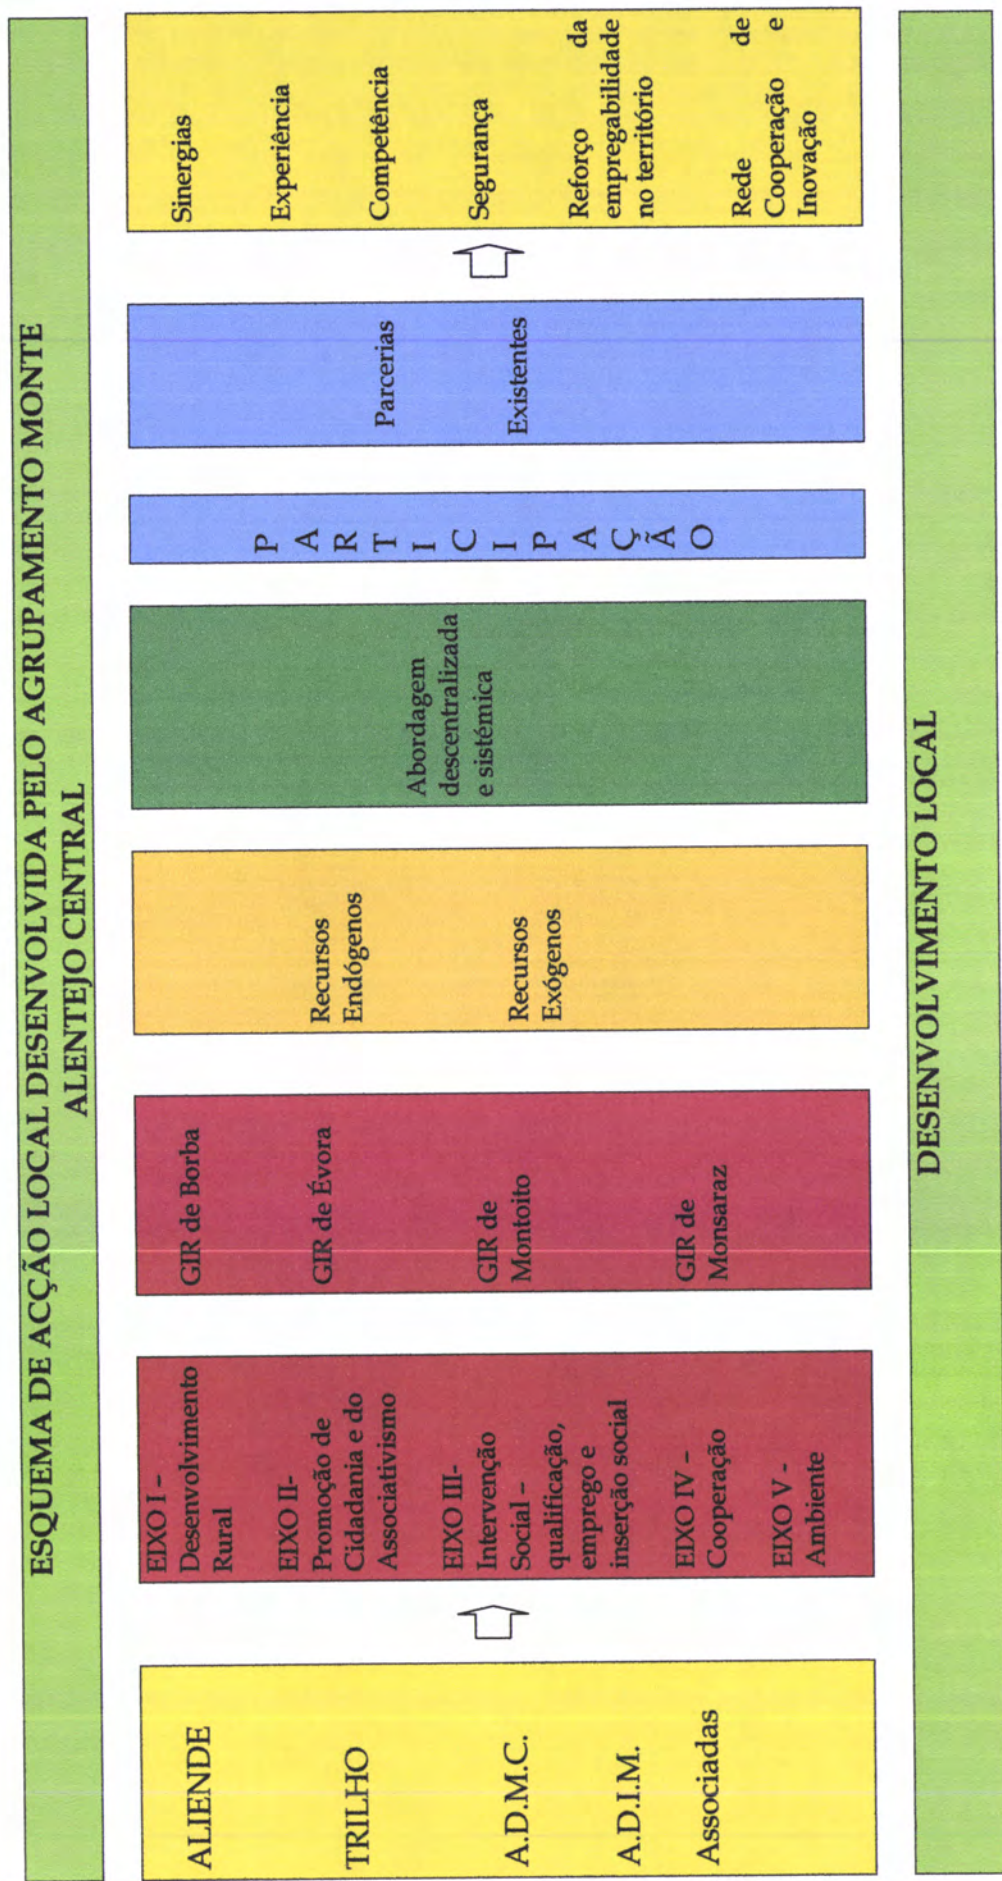 ESQUEMA DE ACÇÃO LOCAL DESENVOLVIDA PELO AGRUPAMENTO MONTE
ALENTEJO CENTRAL
ALIENDE
TRILHO
A.D.M.C.
A.D.I.M.
Associadas
EIXO I –
Desenvolvimento
Rural
EIXO II-
Promoção de
Cidadania e do
Associativismo
EIXO III-
Intervenção
Social –
qualificação,
emprego e
inserção social
EIXO IV –
Cooperação
EIXO V -
Ambiente
GIR de Borba
GIR de Évora
GIR de
Montoito
GIR de
Monsaraz
Recursos
Endógenos
Recursos
Exógenos
Abordagem
descentralizada
e sistémica
P
A
R
T
I
C
I
P
A
Ç
Ã
O
Parcerias
Existentes
Sinergias
Experiência
Competência
Segurança
Reforço da
empregabilidade
no território
Rede de
Cooperação e
Inovação
DESENVOLVIMENTO LOCAL